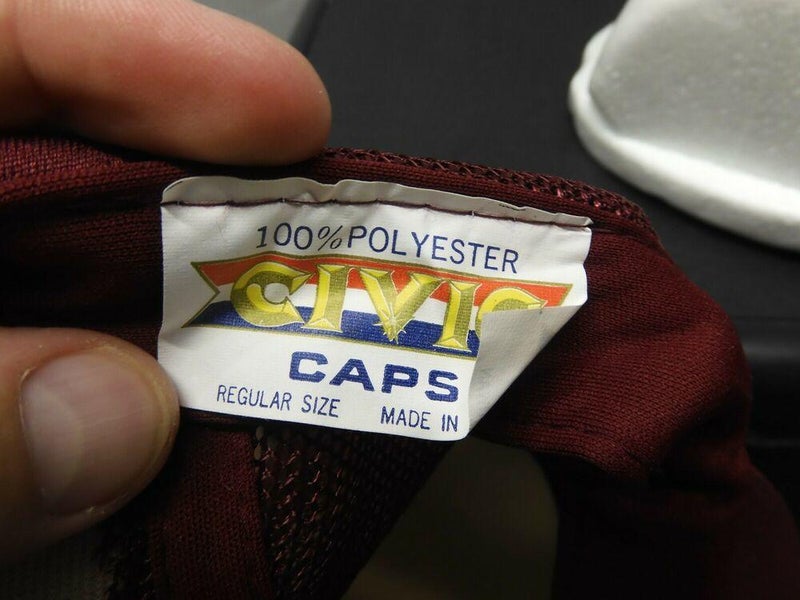 100% POLYESTER
CIVIC
CAPS
REGULAR SIZE MADE IN